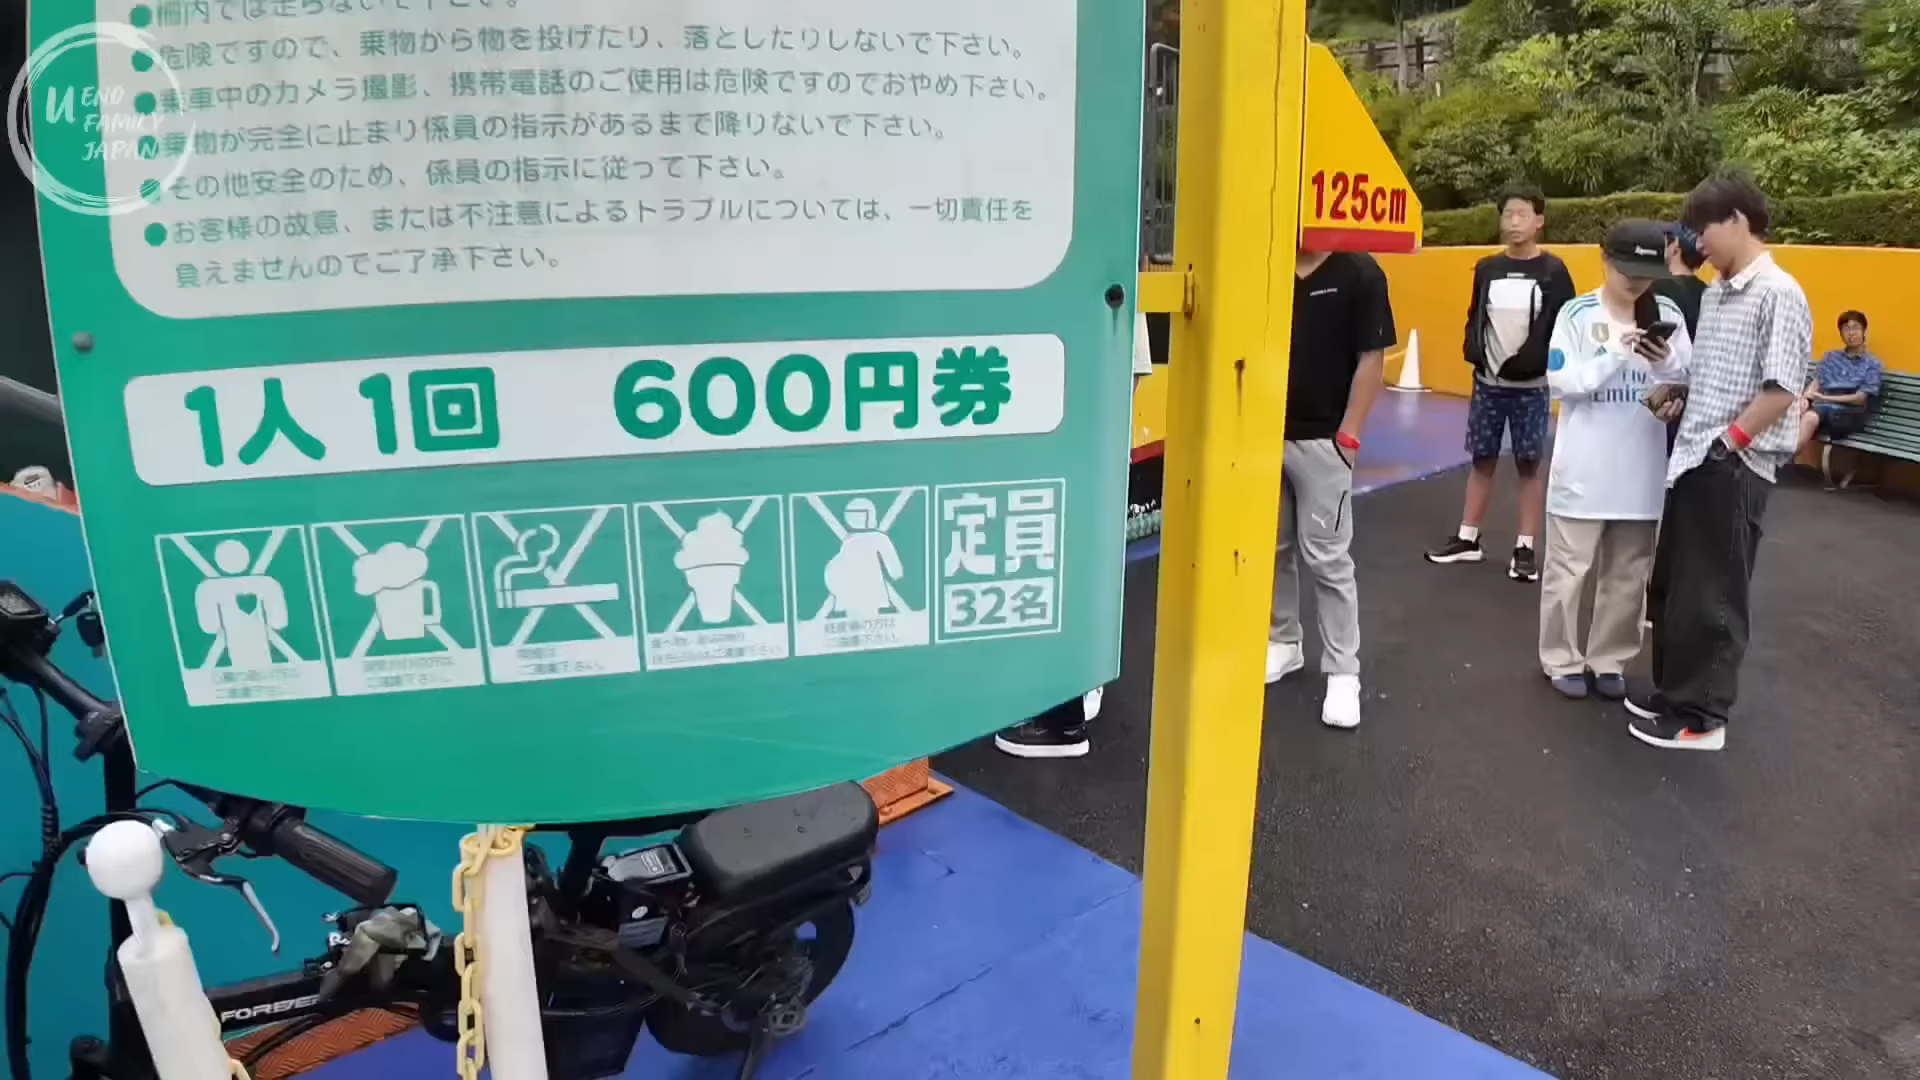 ●柵内では走らないで下さい。
●危険ですので、乗物から物を投げたり、落としたりしないで下さい。
●乗車中のカメラ撮影、携帯電話のご使用は危険ですのでおやめ下さい。
●乗物が完全に止まり係員の指示があるまで降りないで下さい。
●その他安全のため、係員の指示に従って下さい。
●お客様の故意、または不注意によるトラブルについては、一切責任を
負えませんのでご了承下さい。
1人1回 600円券
定員
32名
125cm
UENO
FAMILY
JAPAN
FOREVER
Fly
Emirates